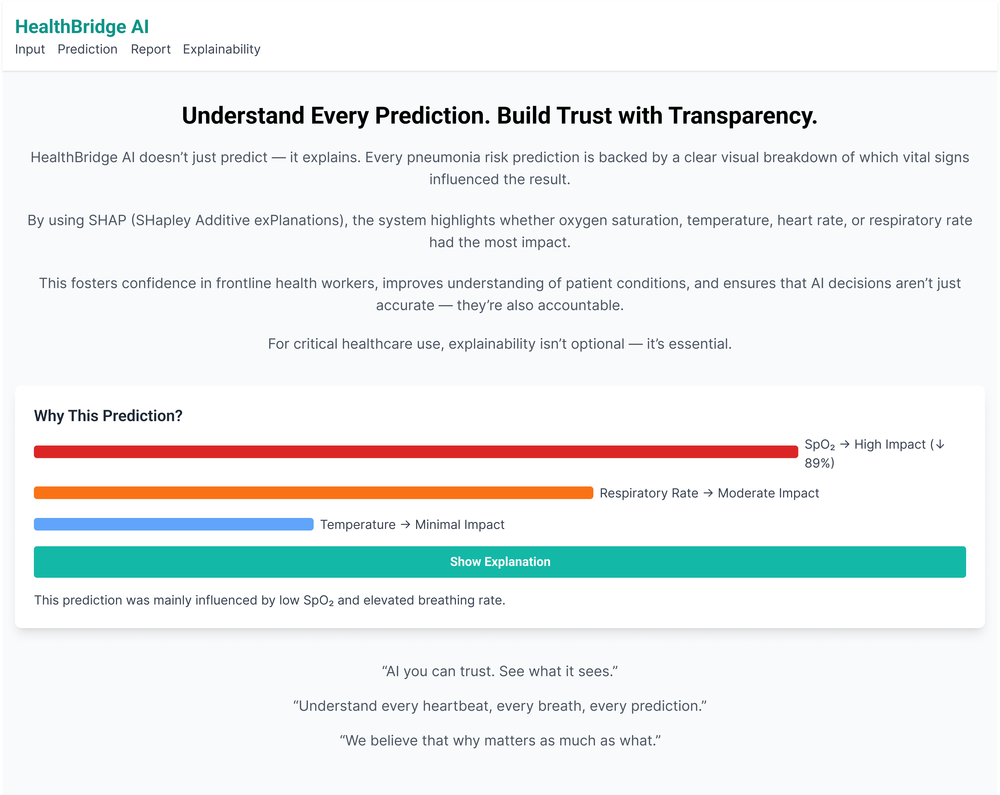 HealthBridge AI
Input Prediction Report Explainability
Understand Every Prediction. Build Trust with Transparency.
HealthBridge AI doesn’t just predict — it explains. Every pneumonia risk prediction is backed by a clear visual breakdown of which vital signs
influenced the result.
By using SHAP (SHapley Additive exPlanations), the system highlights whether oxygen saturation, temperature, heart rate, or respiratory rate
had the most impact.
This fosters confidence in frontline health workers, improves understanding of patient conditions, and ensures that AI decisions aren’t just
accurate — they’re also accountable.
For critical healthcare use, explainability isn’t optional — it’s essential.
Why This Prediction?
SpO₂ → High Impact (↓
89%)
Respiratory Rate → Moderate Impact
Temperature → Minimal Impact
Show Explanation
This prediction was mainly influenced by low SpO₂ and elevated breathing rate.
“AI you can trust. See what it sees.”
“Understand every heartbeat, every breath, every prediction.”
“We believe that why matters as much as what.”